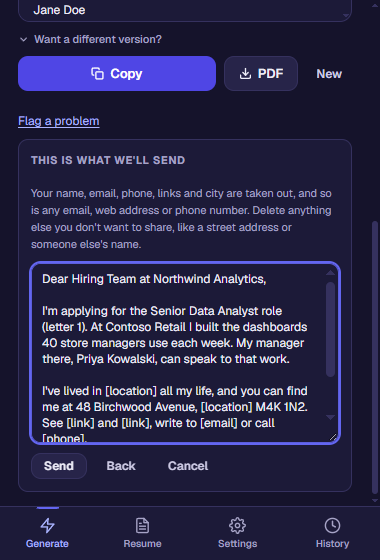 Jane Doe
Want a different version?
Copy
PDF
New
Flag a problem
THIS IS WHAT WE'LL SEND
Your name, email, phone, links and city are taken out, and so
is any email, web address or phone number. Delete anything
else you don't want to share, like a street address or
someone else's name.
Dear Hiring Team at Northwind Analytics,
I'm applying for the Senior Data Analyst role
(letter 1). At Contoso Retail I built the dashboards
40 store managers use each week. My manager
there, Priya Kowalski, can speak to that work.
I've lived in [location] all my life, and you can find
me at 48 Birchwood Avenue, [location] M4K 1N2.
See [link] and [link], write to [email] or call
[phone].
Send
Back
Cancel
Generate
Resume
Settings
History